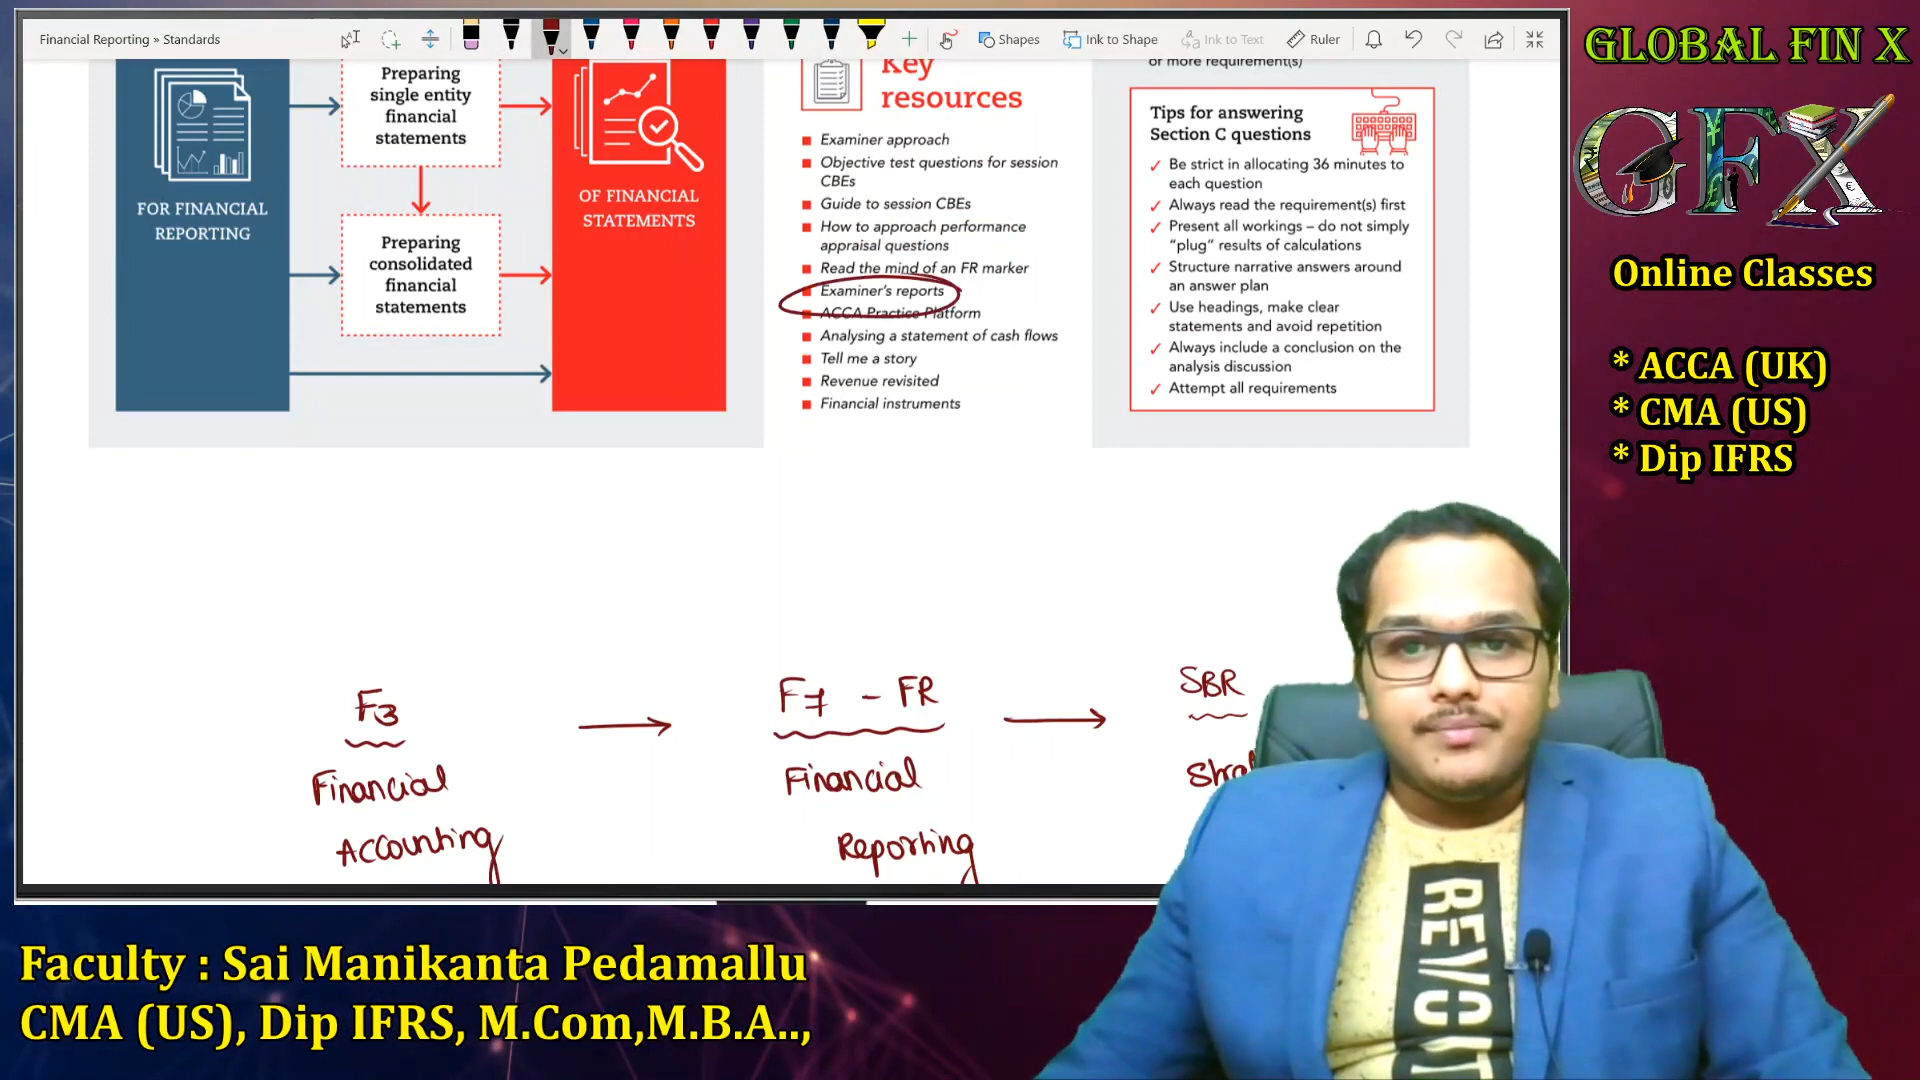 Financial Reporting » Standards
Shapes
Ink to Shape
Ink to Text
Ruler
GLOBAL FIN X
GFX
Online Classes
* ACCA (UK)
* CMA (US)
* Dip IFRS
FOR FINANCIAL
REPORTING
Preparing
single entity
financial
statements
Preparing
consolidated
financial
statements
OF FINANCIAL
STATEMENTS
Key
resources
Examiner approach
Objective test questions for session
CBEs
Guide to session CBEs
How to approach performance
appraisal questions
Read the mind of an FR marker
Examiner's reports
ACCA Practice Platform
Analysing a statement of cash flows
Tell me a story
Revenue revisited
Financial instruments
or more requirement(s)
Tips for answering
Section C questions
✓ Be strict in allocating 36 minutes to
each question
✓ Always read the requirement(s) first
✓ Present all workings – do not simply
"plug" results of calculations
✓ Structure narrative answers around
an answer plan
✓ Use headings, make clear
statements and avoid repetition
✓ Always include a conclusion on the
analysis discussion
✓ Attempt all requirements
F3
Financial
Accounting
F7 - FR
Financial
Reporting
SBR
Faculty : Sai Manikanta Pedamallu
CMA (US), Dip IFRS, M.Com,M.B.A..,